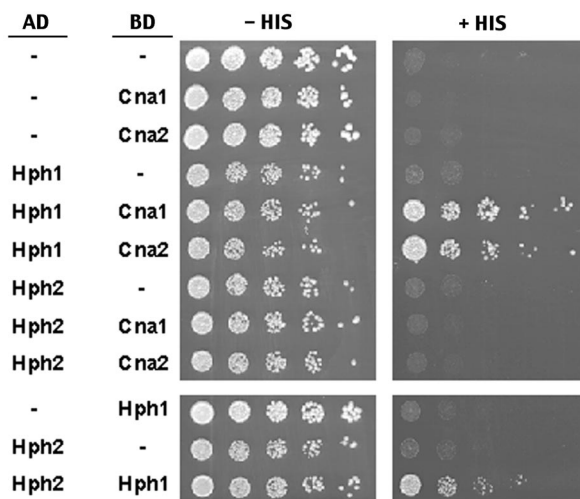 AD BD – HIS + HIS
- -
- Cna1
- Cna2
Hph1 -
Hph1 Cna1
Hph1 Cna2
Hph2 -
Hph2 Cna1
Hph2 Cna2
- Hph1
Hph2 -
Hph2 Hph1